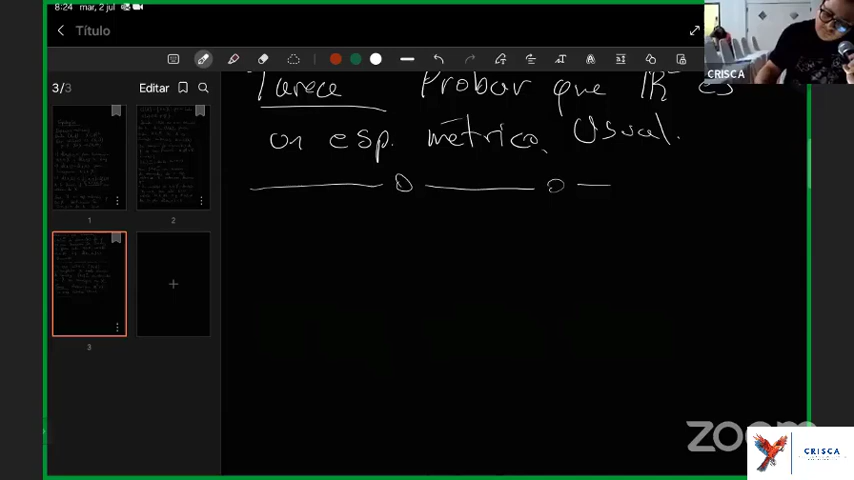 8:24 mar, 2 jul
Título
CRISCA
3/3
Editar
Tarea Probar que ℝ² es
un esp. métrico. Usual.
1
2
3
zoom
CRISCA